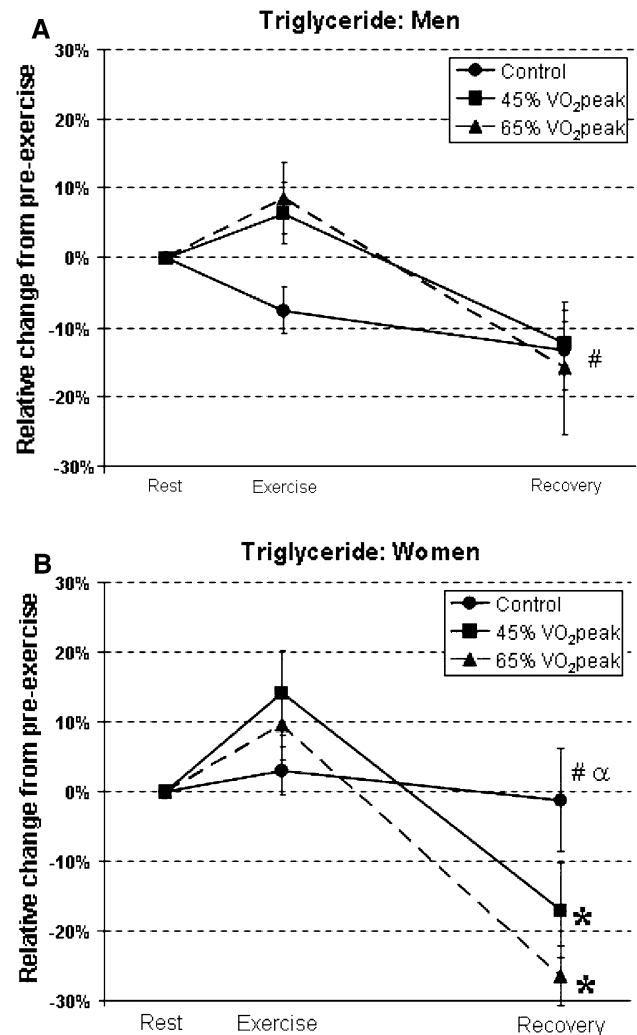 A
Triglyceride: Men
Relative change from pre-exercise
30%
20%
10%
0%
-10%
-20%
-30%
Control
45% VO₂peak
65% VO₂peak
#
Rest Exercise Recovery
B
Triglyceride: Women
Relative change from pre-exercise
30%
20%
10%
0%
-10%
-20%
-30%
Control
45% VO₂peak
65% VO₂peak
# α
*
*
Rest Exercise Recovery